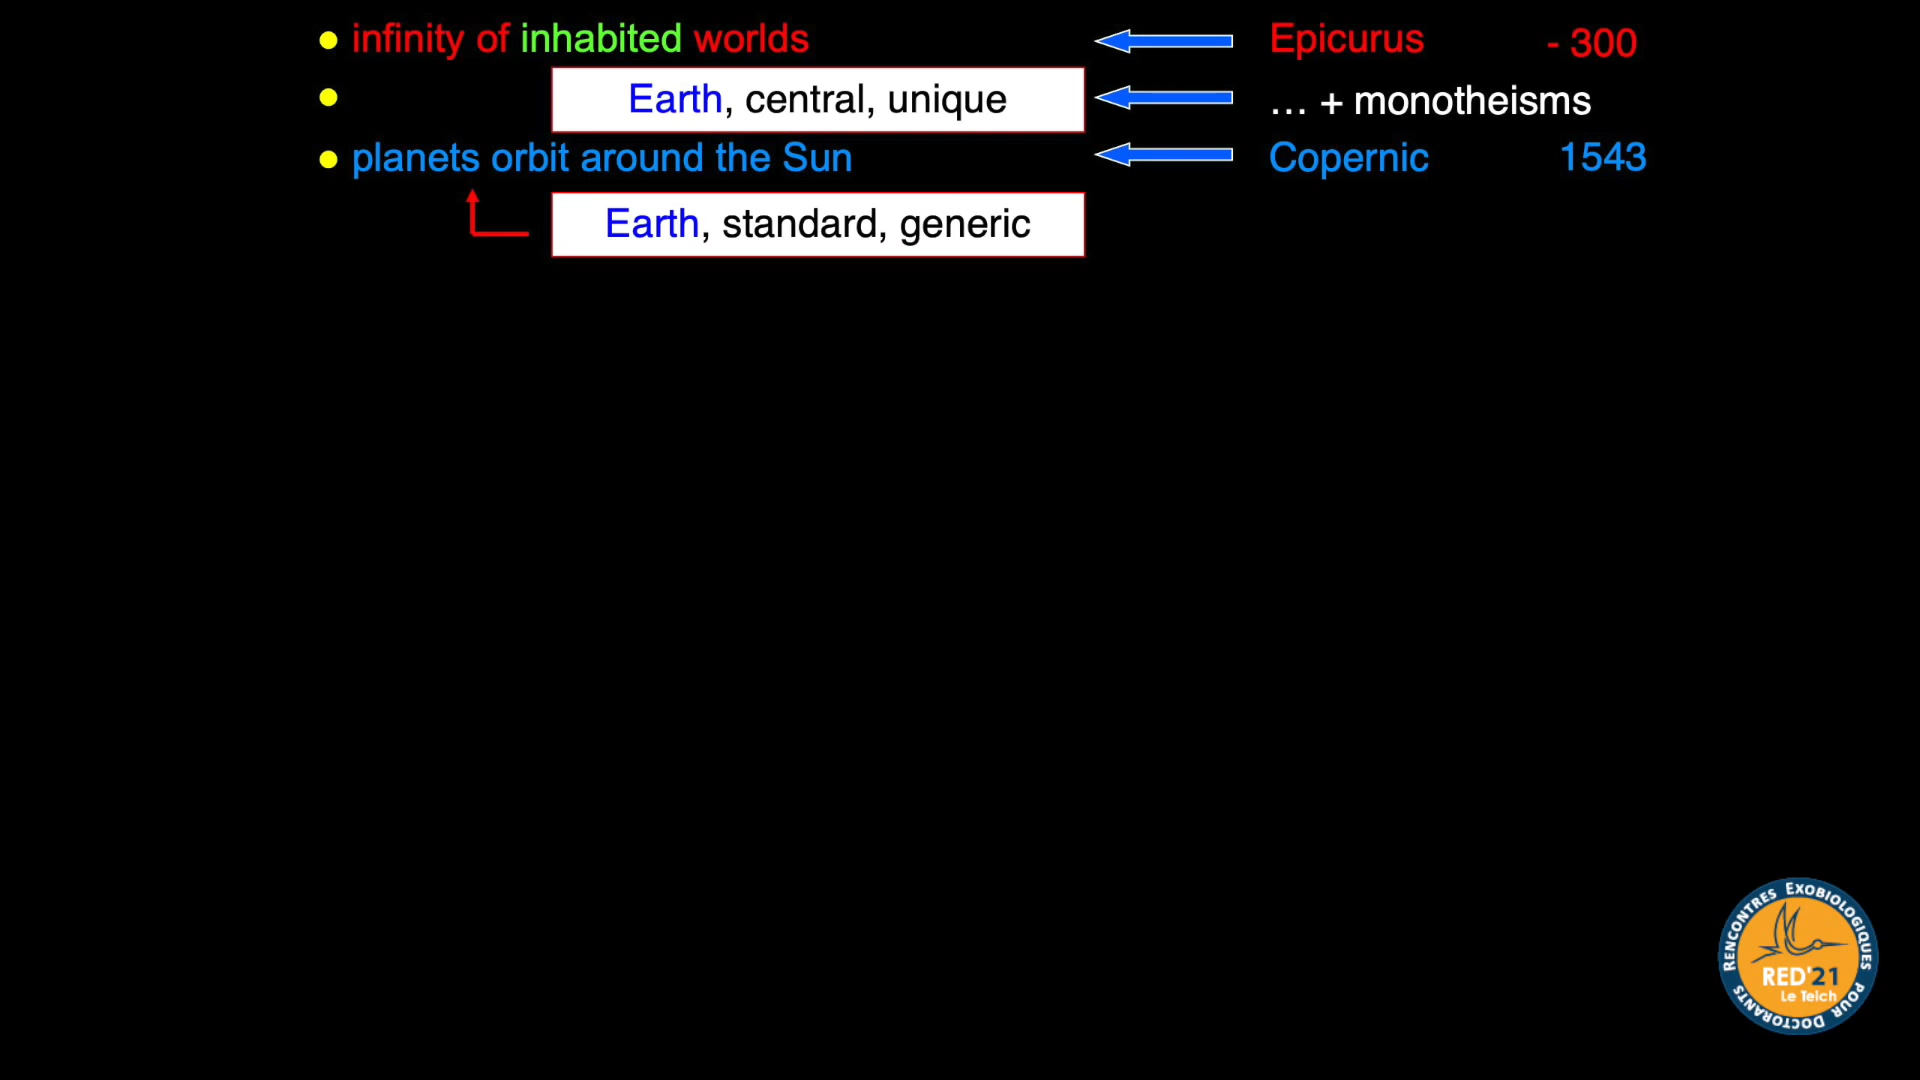 infinity of inhabited worlds Epicurus - 300
Earth, central, unique ... + monotheisms
planets orbit around the Sun Copernic 1543
Earth, standard, generic
RENCONTRES EXOBIOLOGIQUES POUR DOCTORANTS
RED'21
Le Teich